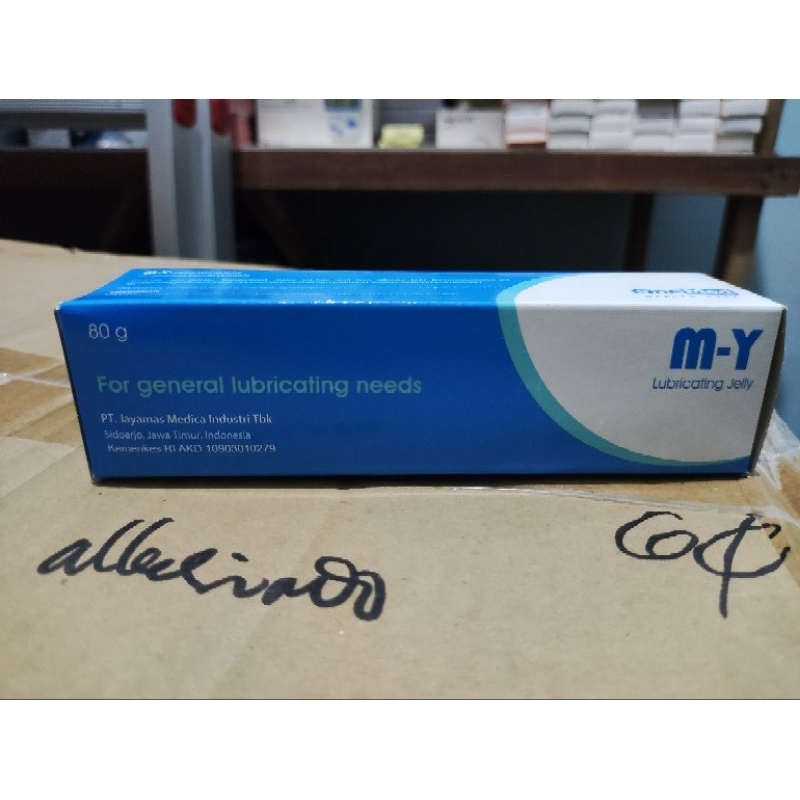 M-Y
OneMed
80 g
M-Y
Lubricating Jelly
For general lubricating needs
PT. Jayamas Medica Industri Tbk
Sidoarjo, Jawa Timur, Indonesia
Kemenkes RI AKD 10903010279